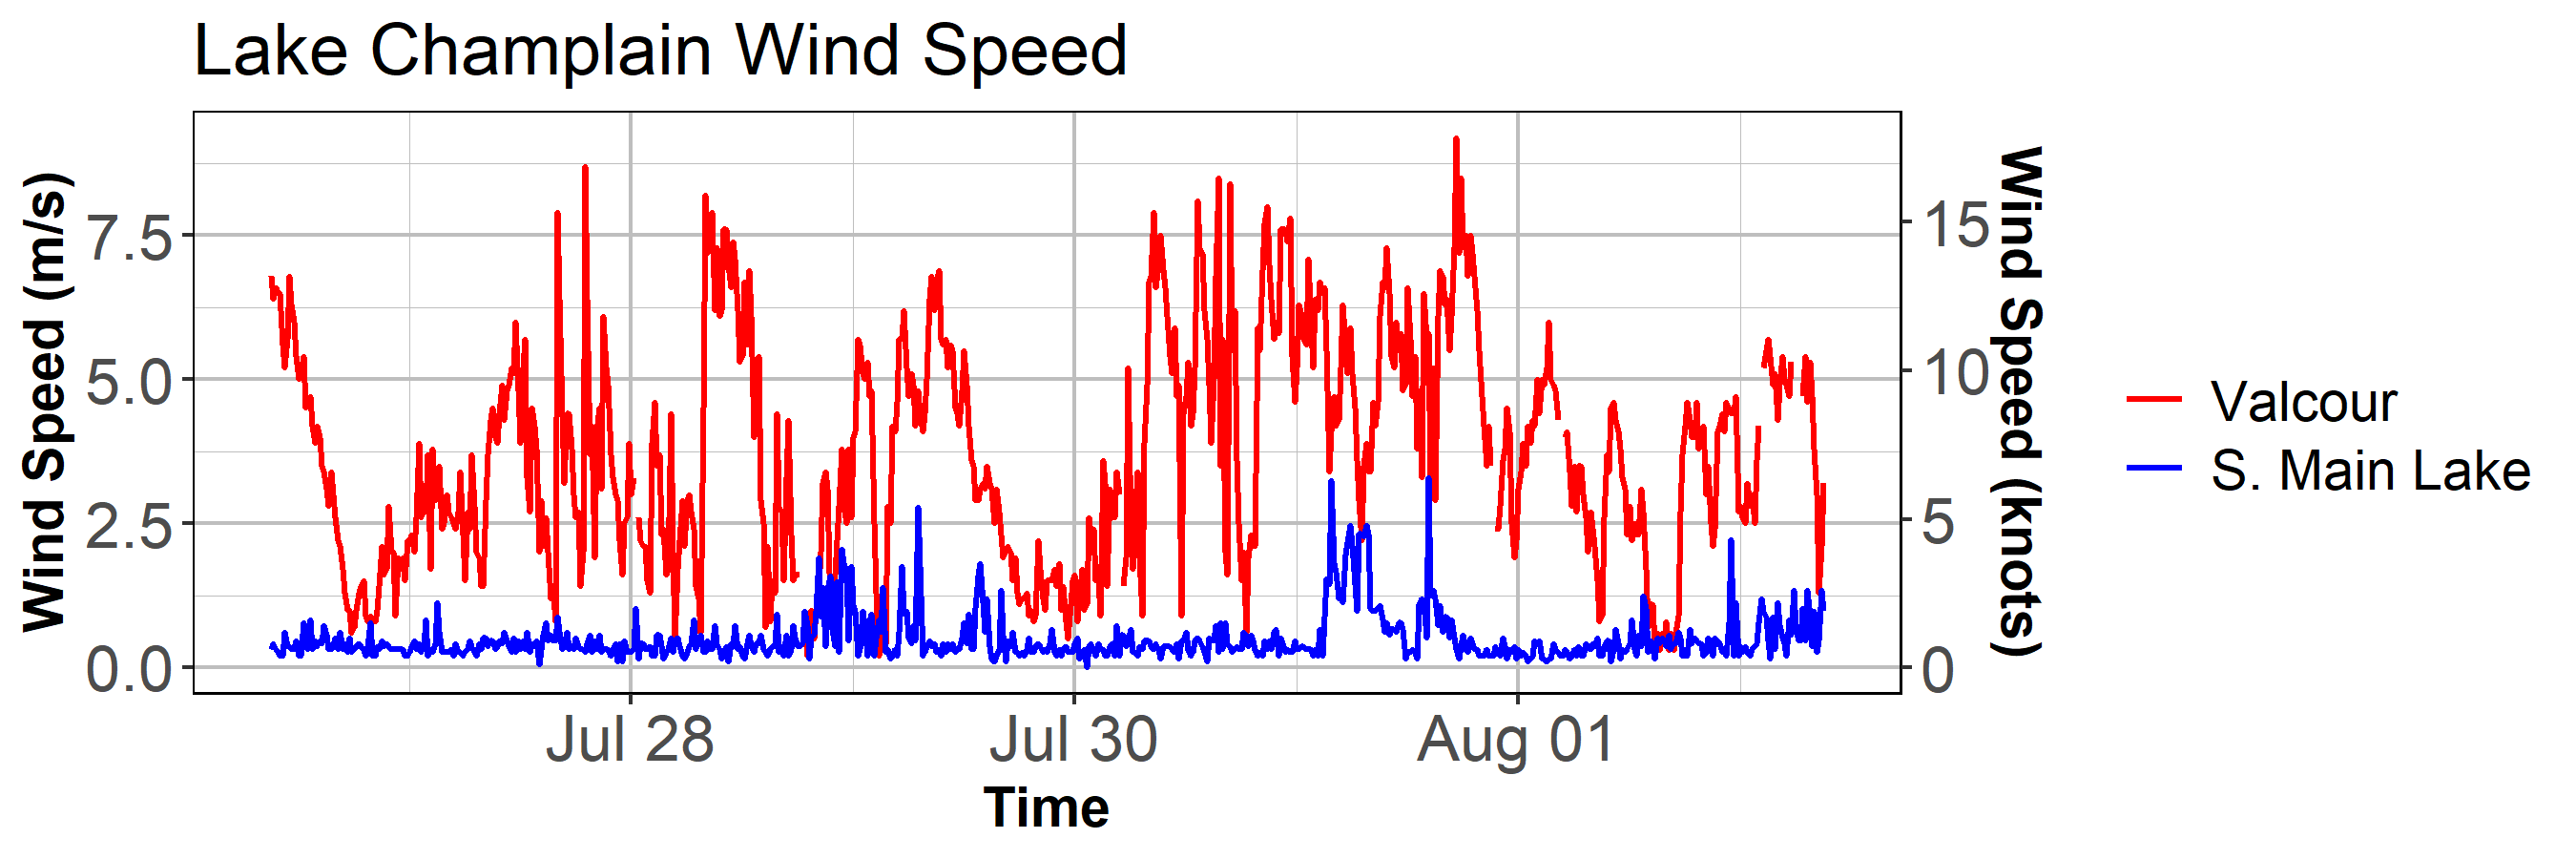 Lake Champlain Wind Speed
Wind Speed (m/s)
7.5
5.0
2.5
0.0
15
10
5
0
Wind Speed (knots)
Jul 28
Jul 30
Aug 01
Time
Valcour
S. Main Lake